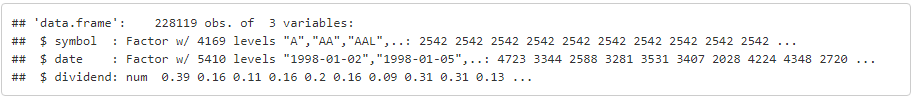 ## 'data.frame':    228119 obs. of  3 variables:
##  $ symbol  : Factor w/ 4169 levels "A","AA","AAL",..: 2542 2542 2542 2542 2542 2542 2542 2542 2542 2542 ...
##  $ date    : Factor w/ 5410 levels "1998-01-02","1998-01-05",..: 4723 3344 2588 3281 3531 3407 2028 4224 4348 2720 ...
##  $ dividend: num  0.39 0.16 0.11 0.16 0.2 0.16 0.09 0.31 0.31 0.13 ...